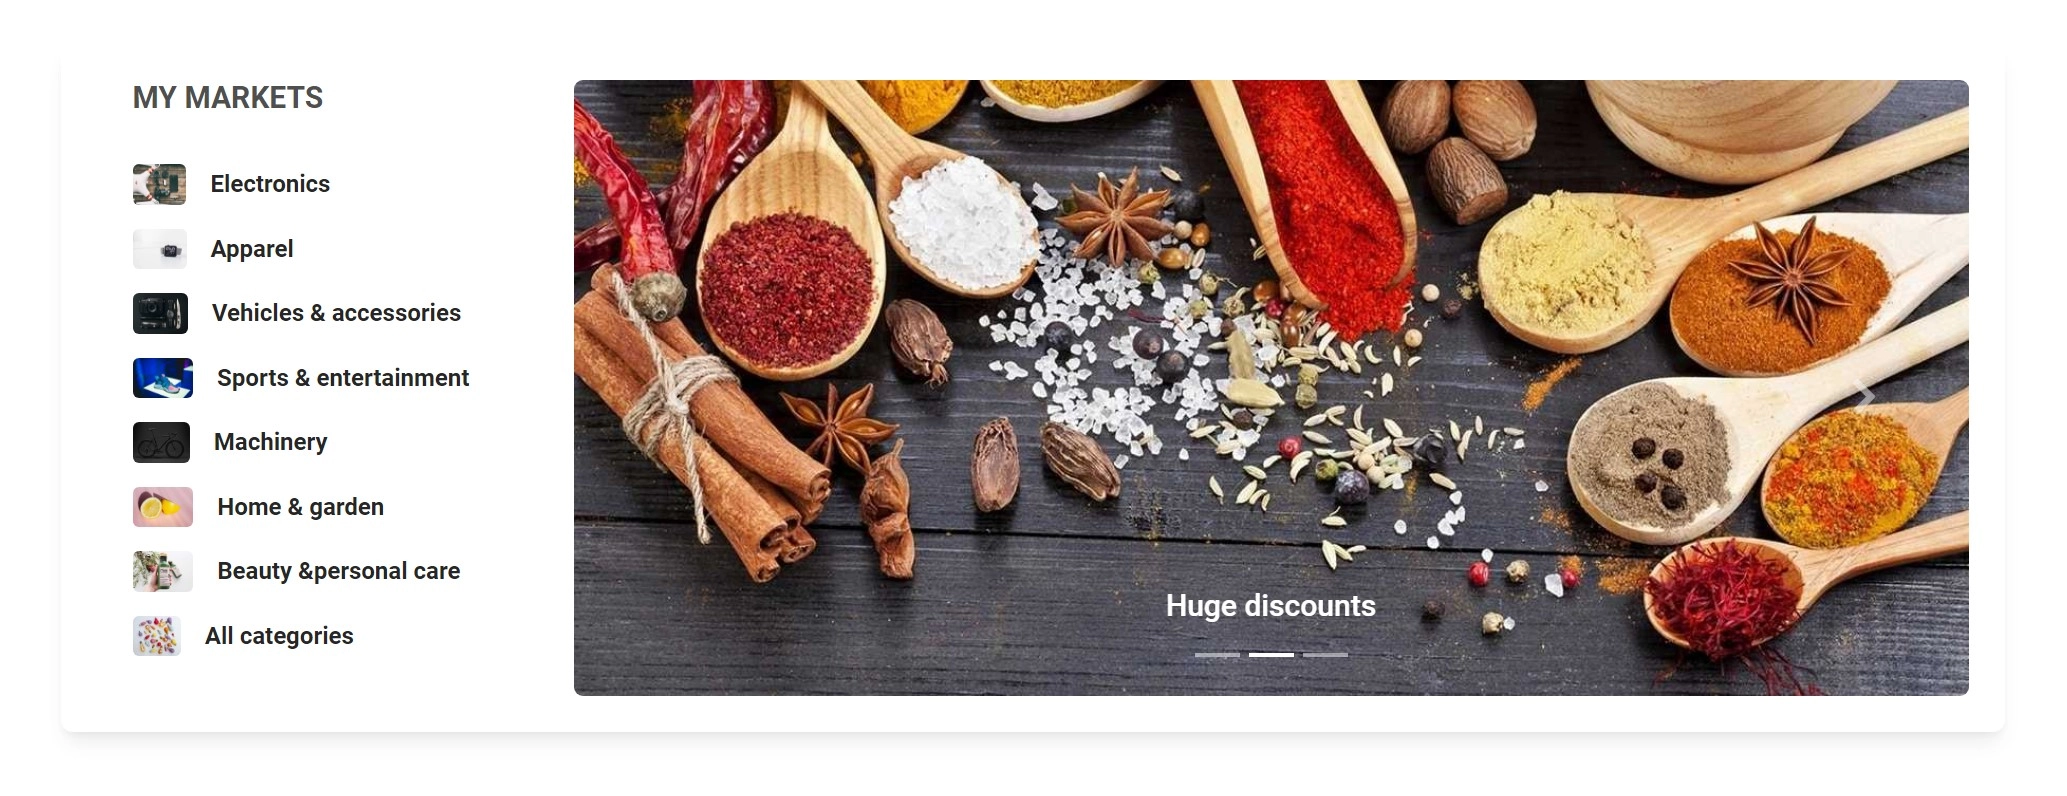 MY MARKETS
Electronics
Apparel
Vehicles & accessories
Sports & entertainment
Machinery
Home & garden
Beauty &personal care
All categories
Huge discounts